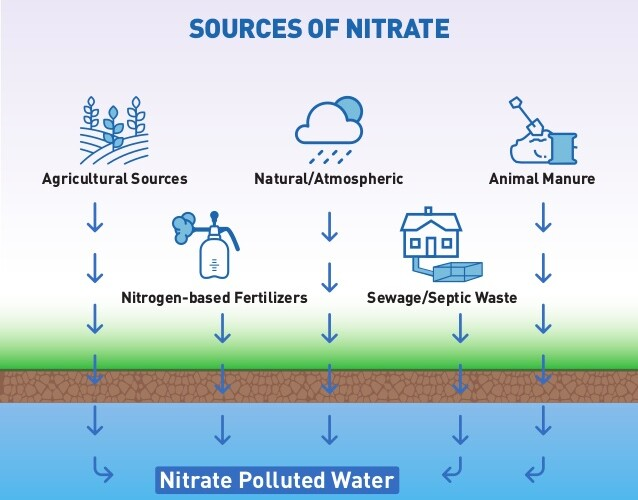 SOURCES OF NITRATE
Agricultural Sources
Natural/Atmospheric
Animal Manure
Nitrogen-based Fertilizers
Sewage/Septic Waste
Nitrate Polluted Water